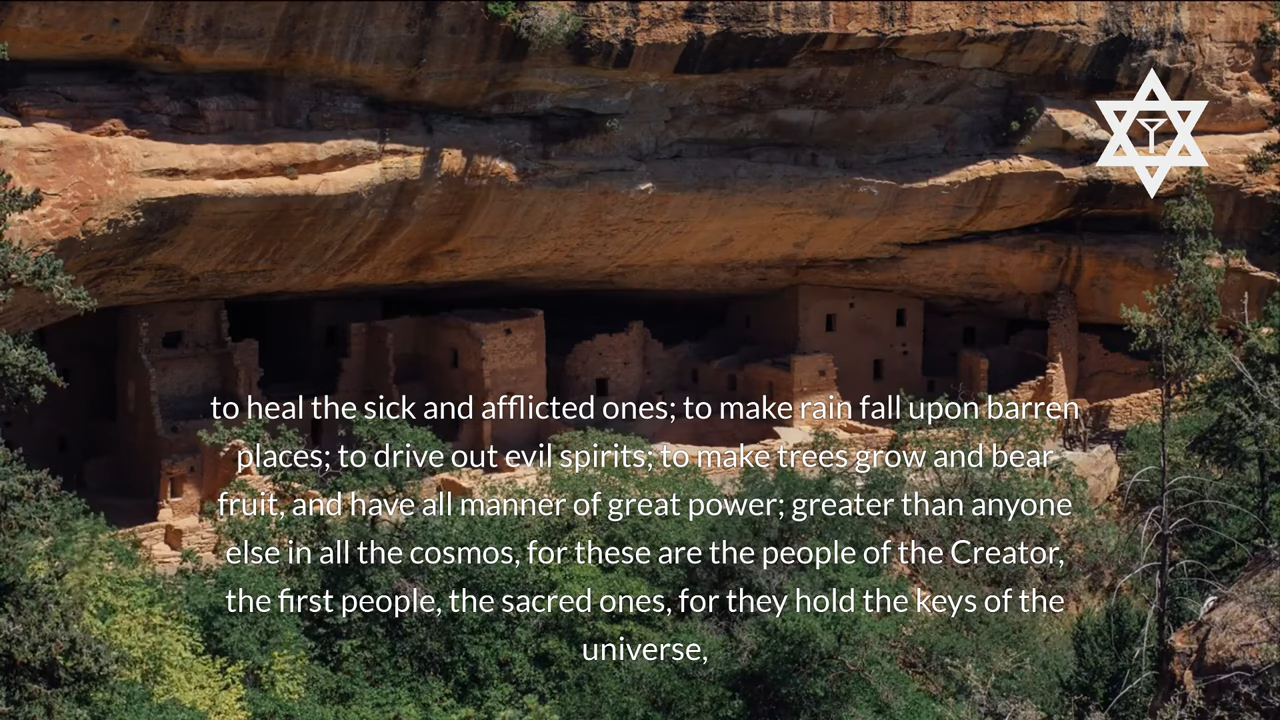 to heal the sick and afflicted ones; to make rain fall upon barren
places; to drive out evil spirits; to make trees grow and bear
fruit, and have all manner of great power; greater than anyone
else in all the cosmos, for these are the people of the Creator,
the first people, the sacred ones, for they hold the keys of the
universe,